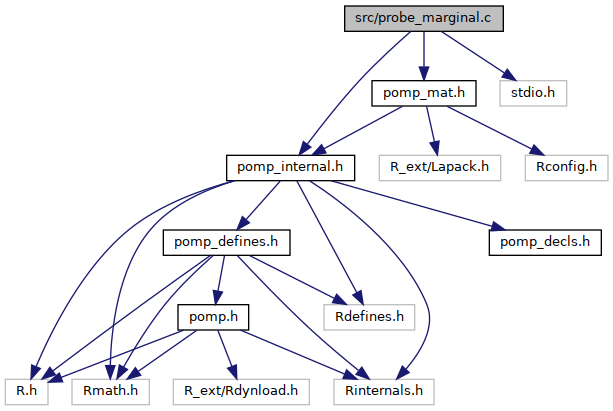 src/probe_marginal.c
pomp_mat.h
stdio.h
pomp_internal.h
R_ext/Lapack.h
Rconfig.h
pomp_defines.h
pomp_decls.h
pomp.h
Rdefines.h
R.h
Rmath.h
R_ext/Rdynload.h
Rinternals.h